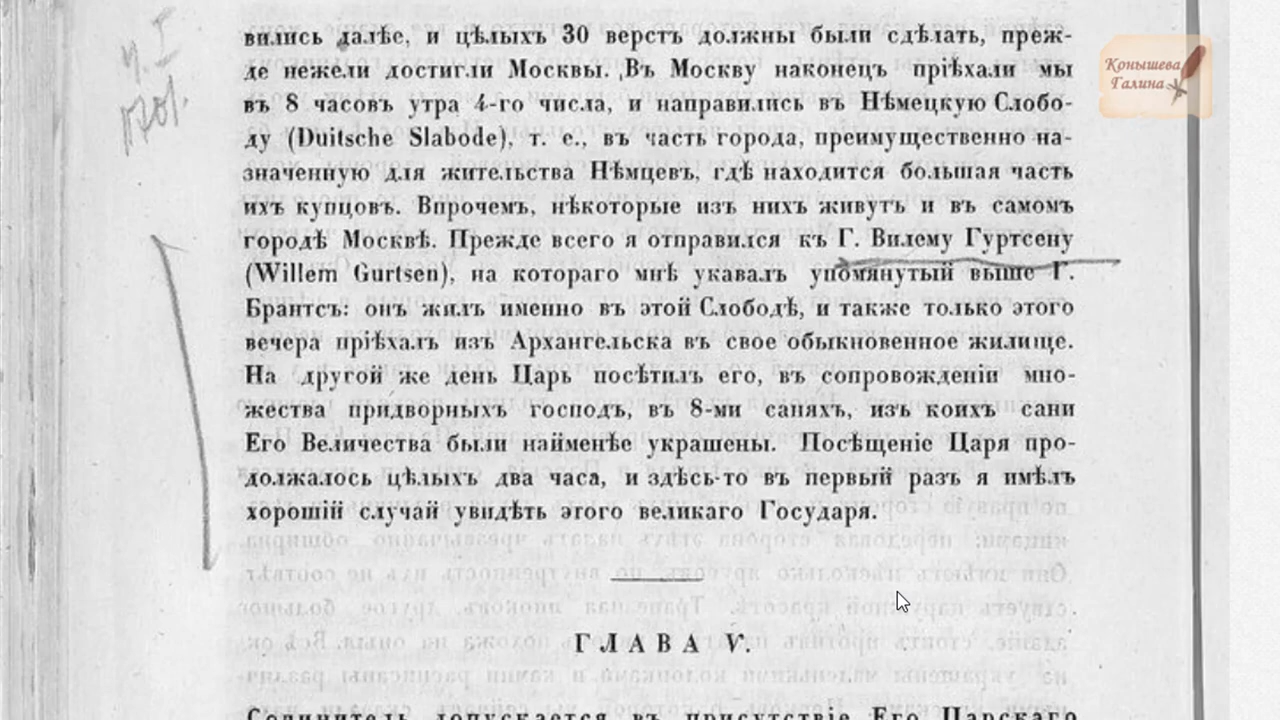 вились далѣе, и цѣлыхъ 30 верстъ должны были сдѣлать, преж-
де нежели достигли Москвы. Въ Москву наконецъ пріѣхали мы
въ 8 часовъ утра 4-го числа, и направились въ Нѣмецкую Слобо-
ду (Duitsche Slabode), т. е., въ часть города, преимущественно на-
значенную для жительства Нѣмцевъ, гдѣ находится большая часть
ихъ купцовъ. Впрочемъ, нѣкоторые изъ нихъ живутъ и въ самомъ
городѣ Москвѣ. Прежде всего я отправился къ Г. Вилему Гуртсену
(Willem Gurtsen), на котораго мнѣ указалъ упомянутый выше Г.
Брантсъ: онъ жилъ именно въ этой Слободѣ, и также только этого
вечера пріѣхалъ изъ Архангельска въ свое обыкновенное жилище.
На другой же день Царь посѣтилъ его, въ сопровожденіи мно-
жества придворныхъ господъ, въ 8-ми саняхъ, изъ коихъ сани
Его Величества были найменѣе украшены. Посѣщеніе Царя про-
должалось цѣлыхъ два часа, и здѣсь-то въ первый разъ я имѣлъ
хорошій случай увидѣть этого великаго Государя.
ГЛАВА V.
Сочинитель допускается въ присутствіе Его Царскаго
Конышева
Галина
ч. I